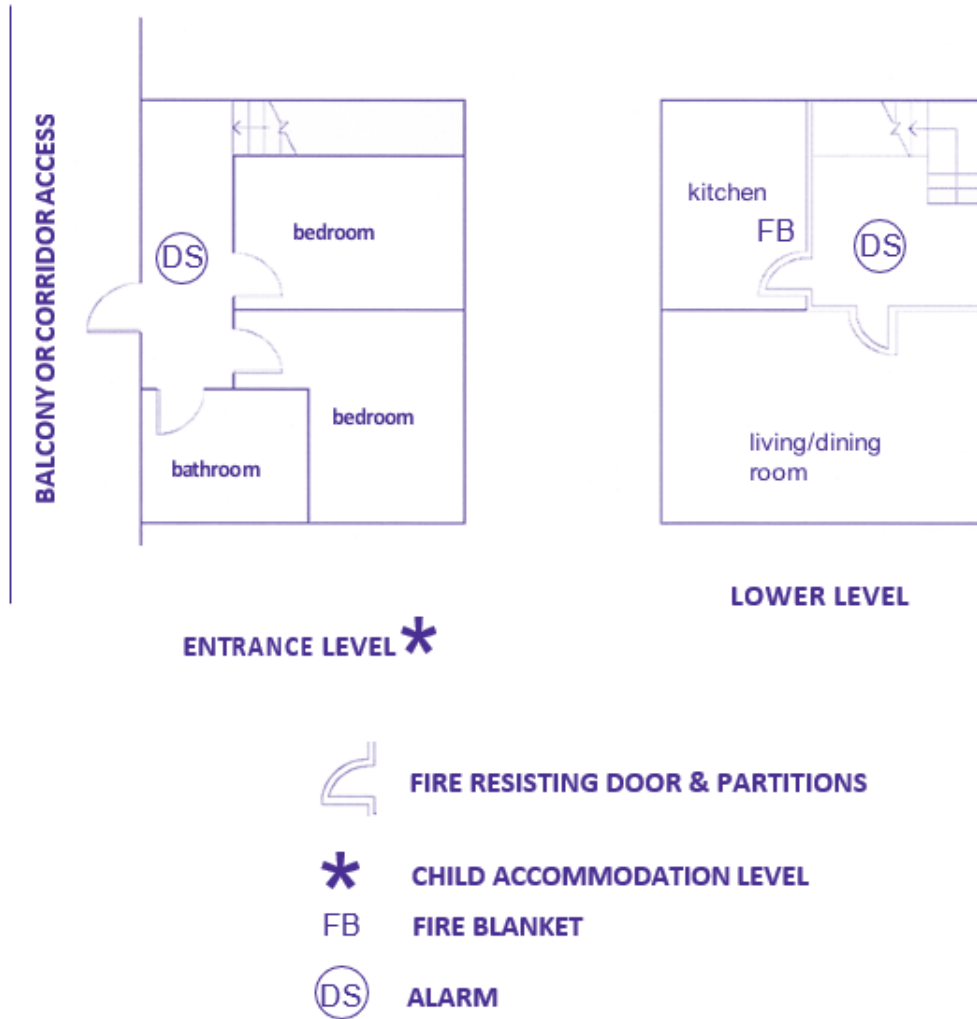 BALCONY OR CORRIDOR ACCESS
DS
bedroom
bedroom
bathroom
ENTRANCE LEVEL *
kitchen
FB
DS
living/dining
room
LOWER LEVEL
FIRE RESISTING DOOR & PARTITIONS
* CHILD ACCOMMODATION LEVEL
FB FIRE BLANKET
DS ALARM